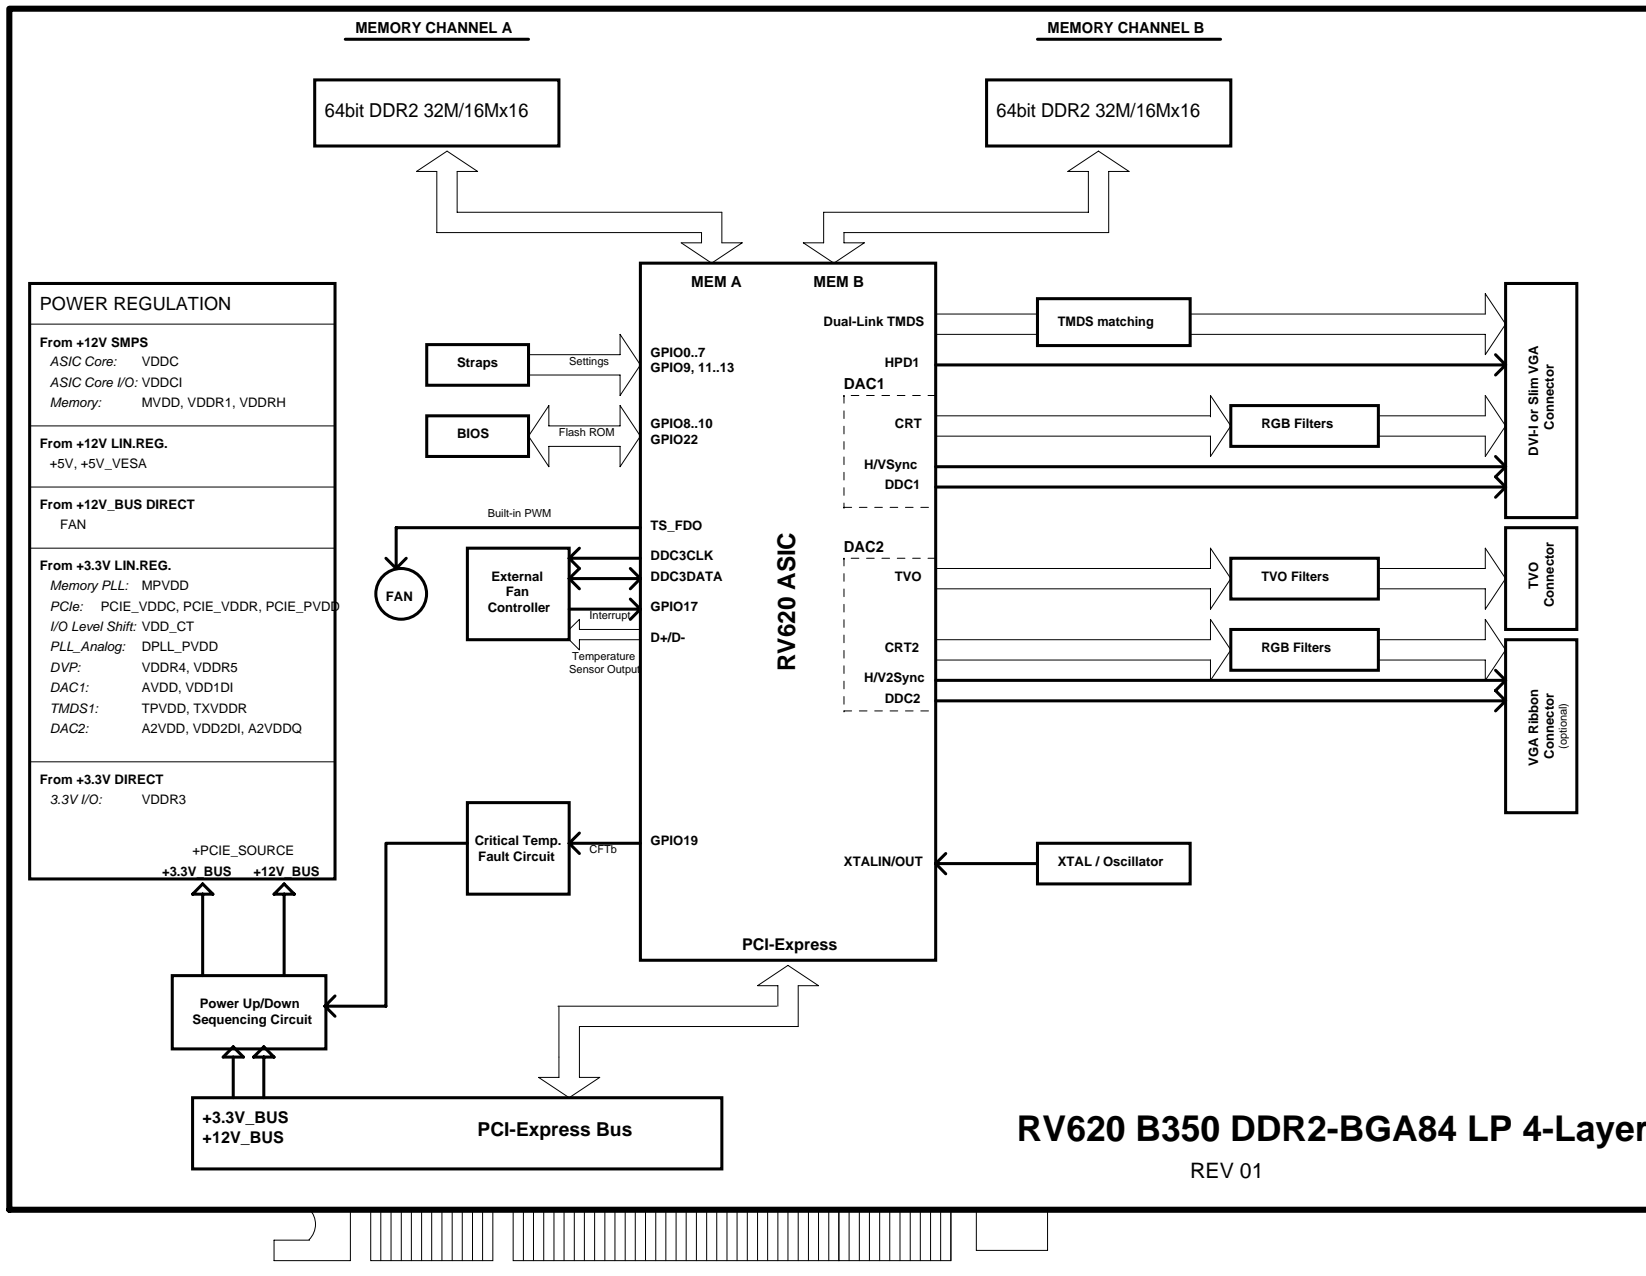 MEMORY CHANNEL A
MEMORY CHANNEL B
64bit DDR2 32M/16Mx16
64bit DDR2 32M/16Mx16
POWER REGULATION
From +12V SMPS
ASIC Core: VDDC
ASIC Core I/O: VDDCI
Memory: MVDD, VDDR1, VDDRH
From +12V LIN.REG.
+5V, +5V_VESA
From +12V_BUS DIRECT
FAN
From +3.3V LIN.REG.
Memory PLL: MPVDD
PCIe: PCIE_VDDC, PCIE_VDDR, PCIE_PVDD
I/O Level Shift: VDD_CT
PLL_Analog: DPLL_PVDD
DVP: VDDR4, VDDR5
DAC1: AVDD, VDD1DI
TMDS1: TPVDD, TXVDDR
DAC2: A2VDD, VDD2DI, A2VDDQ
From +3.3V DIRECT
3.3V I/O: VDDR3
+PCIE_SOURCE
+3.3V_BUS +12V_BUS
Power Up/Down
Sequencing Circuit
+3.3V_BUS
+12V_BUS
PCI-Express Bus
Straps
Settings
BIOS
Flash ROM
Built-in PWM
FAN
External
Fan
Controller
Interrupt
Temperature
Sensor Output
Critical Temp.
Fault Circuit
CFTb
MEM A
MEM B
GPIO0..7
GPIO9, 11..13
GPIO8..10
GPIO22
TS_FDO
DDC3CLK
DDC3DATA
GPIO17
D+/D-
GPIO19
RV620 ASIC
PCI-Express
Dual-Link TMDS
HPD1
DAC1
CRT
H/VSync
DDC1
DAC2
TVO
CRT2
H/V2Sync
DDC2
XTALIN/OUT
TMDS matching
RGB Filters
TVO Filters
RGB Filters
XTAL / Oscillator
DVI-I or Slim VGA
Connector
TVO
Connector
VGA Ribbon
Connector
(optional)
RV620 B350 DDR2-BGA84 LP 4-Layer
REV 01